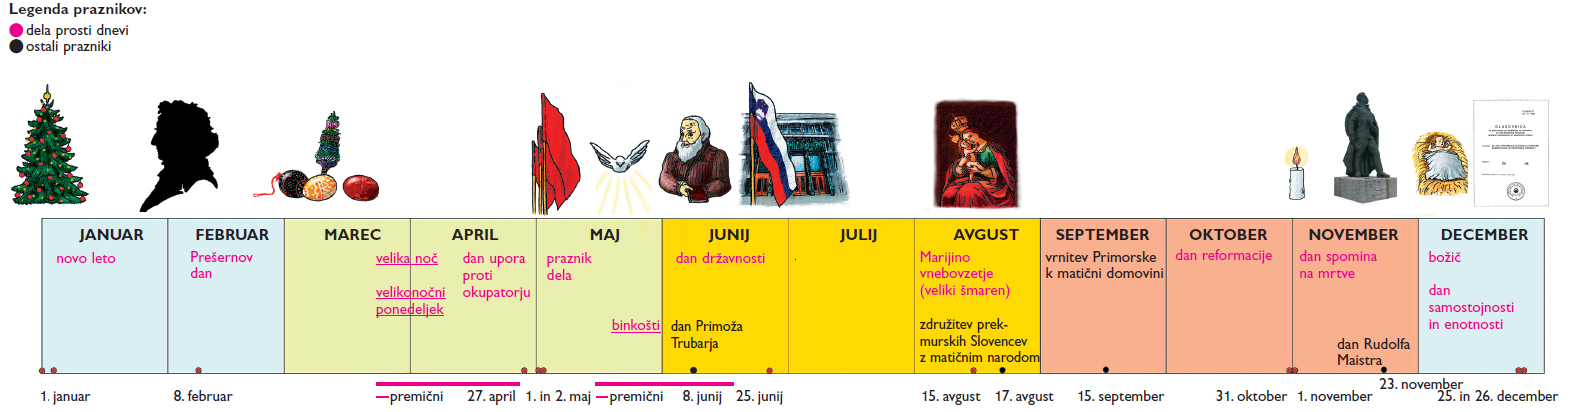 Legenda praznikov:
dela prosti dnevi
ostali prazniki
GLASOVNICA
JANUAR
FEBRUAR
MAREC
APRIL
MAJ
JUNIJ
JULIJ
AVGUST
SEPTEMBER
OKTOBER
NOVEMBER
DECEMBER
novo leto
Prešernov
dan
velika noč
velikonočni
ponedeljek
dan upora
proti
okupatorju
praznik
dela
binkošti
dan državnosti
dan Primoža
Trubarja
Marijino
vnebovzetje
(veliki šmaren)
združitev prek-
murskih Slovencev
z matičnim narodom
vrnitev Primorske
k matični domovini
dan reformacije
dan spomina
na mrtve
dan Rudolfa
Maistra
božič
dan
samostojnosti
in enotnosti
1. januar
8. februar
premični
27. april
1. in 2. maj
premični
8. junij
25. junij
15. avgust
17. avgust
15. september
31. oktober
1. november
23. november
25. in 26. december